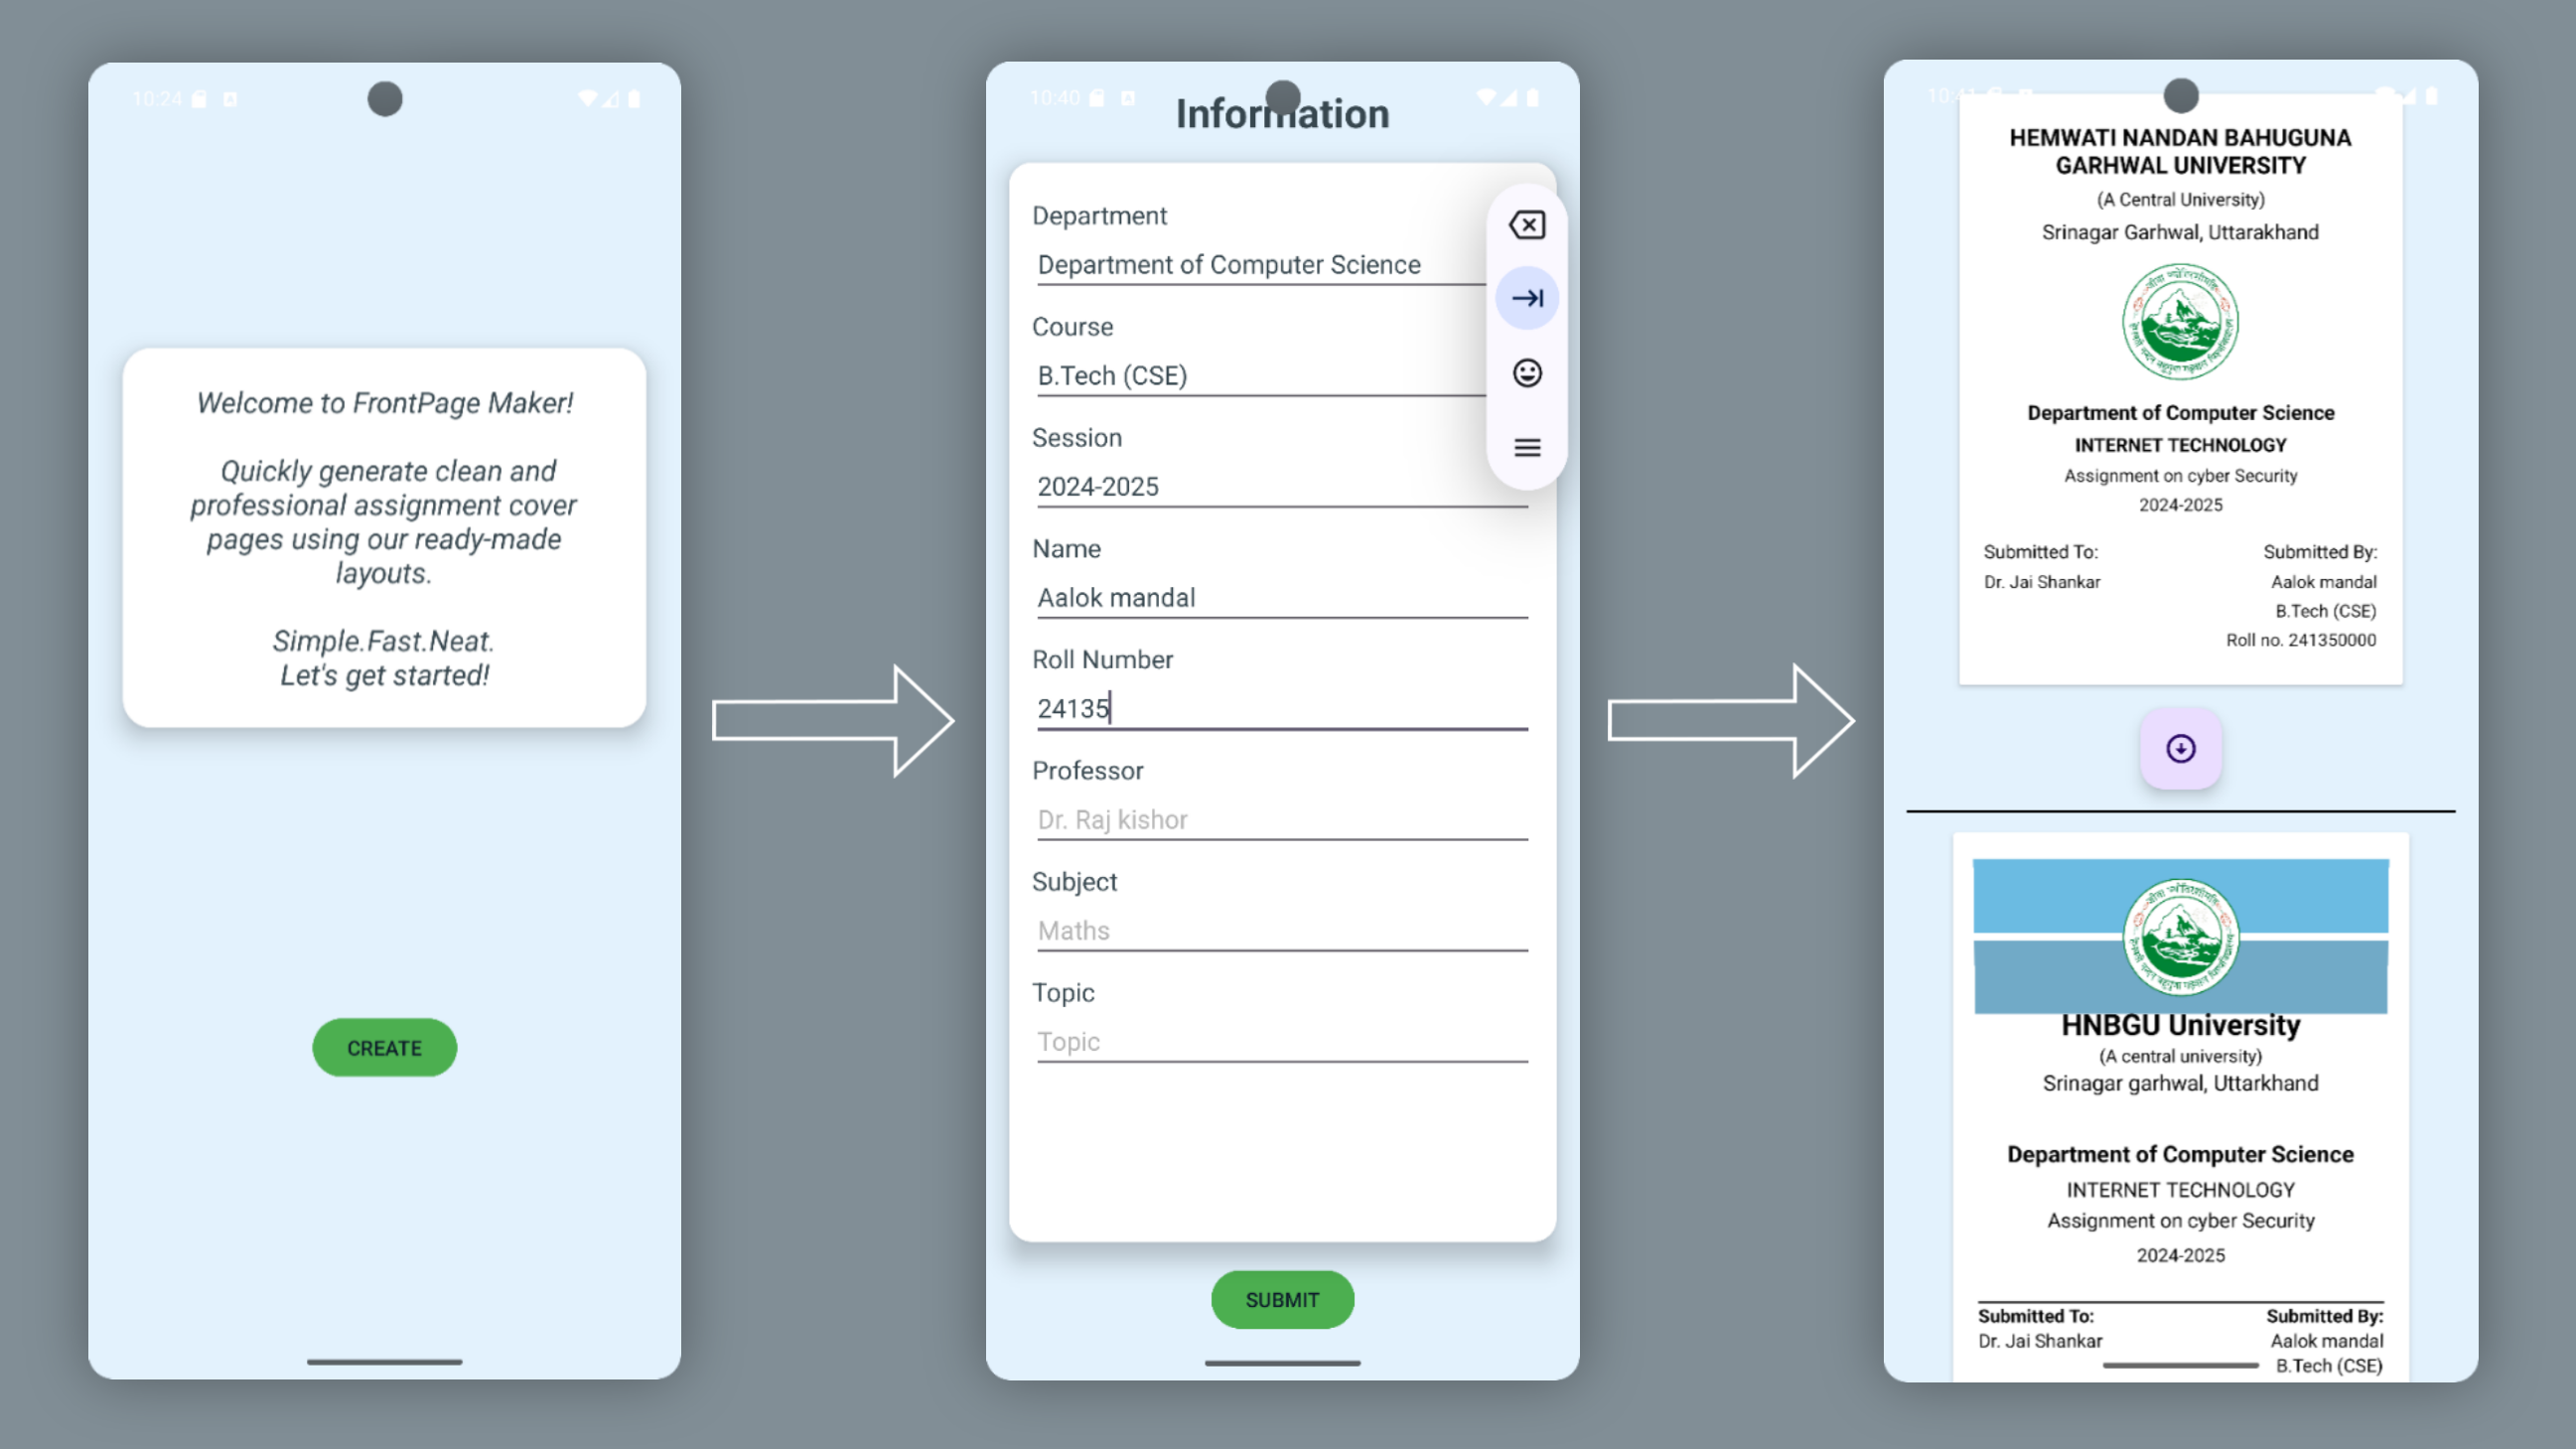 10:24
Welcome to FrontPage Maker!
Quickly generate clean and
professional assignment cover
pages using our ready-made
layouts.
Simple.Fast.Neat.
Let's get started!
CREATE
10:40
Information
Department
Department of Computer Science
Course
B.Tech (CSE)
Session
2024-2025
Name
Aalok mandal
Roll Number
24135
Professor
Dr. Raj kishor
Subject
Maths
Topic
Topic
SUBMIT
HEMWATI NANDAN BAHUGUNA
GARHWAL UNIVERSITY
(A Central University)
Srinagar Garhwal, Uttarakhand
Department of Computer Science
INTERNET TECHNOLOGY
Assignment on cyber Security
2024-2025
Submitted To:
Submitted By:
Dr. Jai Shankar
Aalok mandal
B.Tech (CSE)
Roll no. 241350000
HNBGU University
(A central university)
Srinagar garhwal, Uttarkhand
Department of Computer Science
INTERNET TECHNOLOGY
Assignment on cyber Security
2024-2025
Submitted To:
Submitted By:
Dr. Jai Shankar
Aalok mandal
B.Tech (CSE)